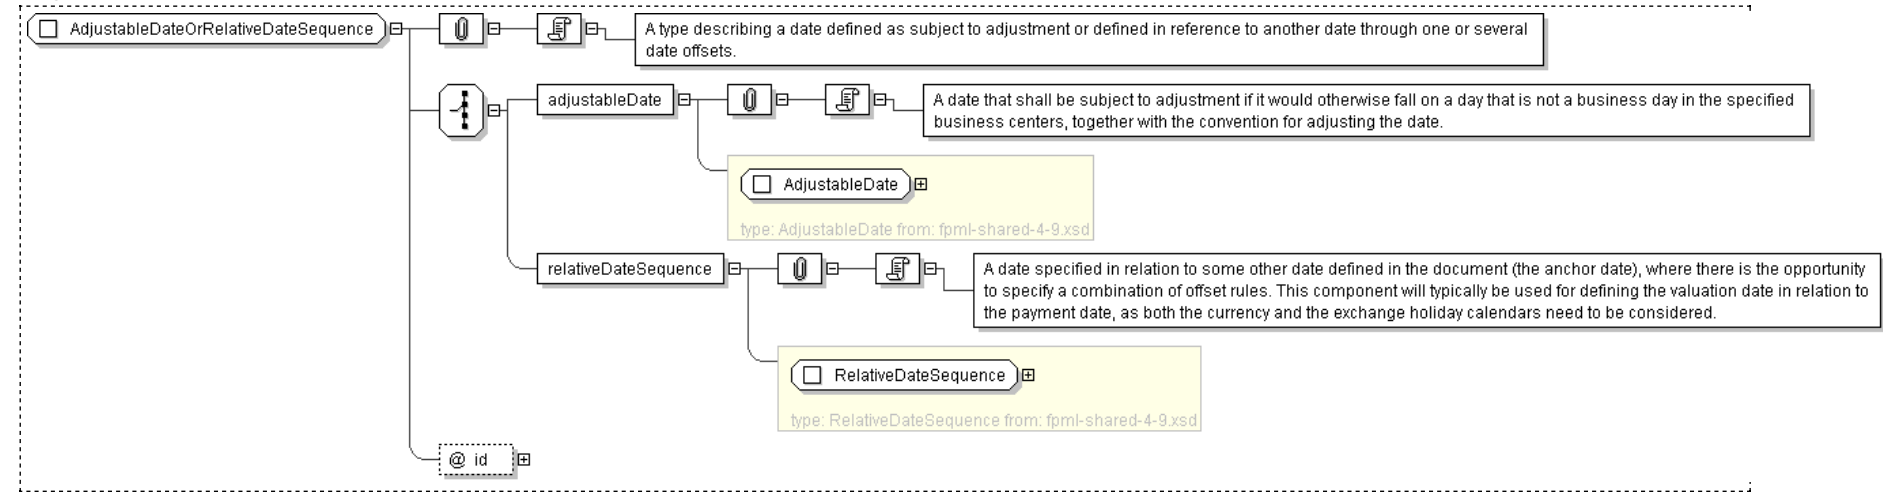 AdjustableDateOrRelativeDateSequence
A type describing a date defined as subject to adjustment or defined in reference to another date through one or several
date offsets.
adjustableDate
A date that shall be subject to adjustment if it would otherwise fall on a day that is not a business day in the specified
business centers, together with the convention for adjusting the date.
AdjustableDate
type: AdjustableDate from: fpml-shared-4-9.xsd
relativeDateSequence
A date specified in relation to some other date defined in the document (the anchor date), where there is the opportunity
to specify a combination of offset rules. This component will typically be used for defining the valuation date in relation to
the payment date, as both the currency and the exchange holiday calendars need to be considered.
RelativeDateSequence
type: RelativeDateSequence from: fpml-shared-4-9.xsd
@ id